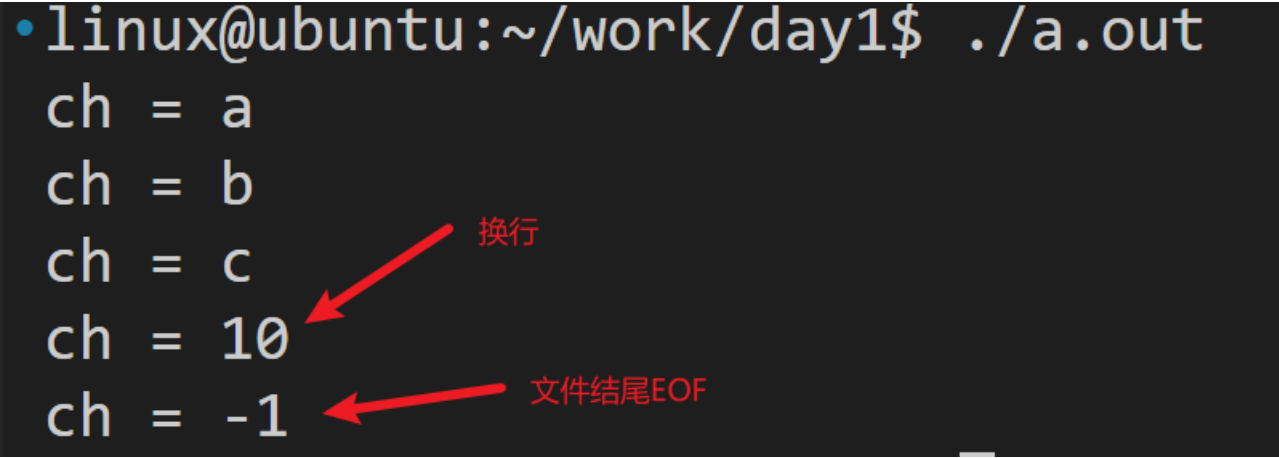 linux@ubuntu:~/work/day1$ ./a.out
ch = a
ch = b
换行
ch = c
ch = 10
文件结尾EOF
ch = -1